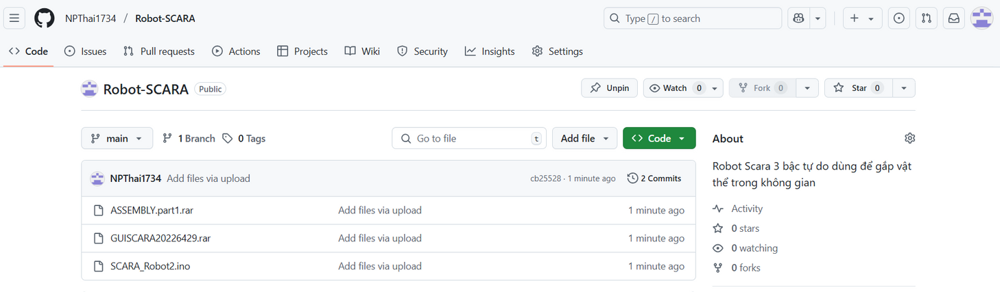 NPThai1734 / Robot-SCARA
Type / to search
Code Issues Pull requests Actions Projects Wiki Security Insights Settings
Robot-SCARA Public
Unpin Watch 0 Fork 0 Star 0
main 1 Branch 0 Tags
Go to file t
Add file Code
NPThai1734 Add files via upload cb25528 · 1 minute ago 2 Commits
ASSEMBLY.part1.rar Add files via upload 1 minute ago
GUISCARA20226429.rar Add files via upload 1 minute ago
SCARA_Robot2.ino Add files via upload 1 minute ago
About
Robot Scara 3 bậc tự do dùng để gắp vật
thể trong không gian
Activity
0 stars
0 watching
0 forks